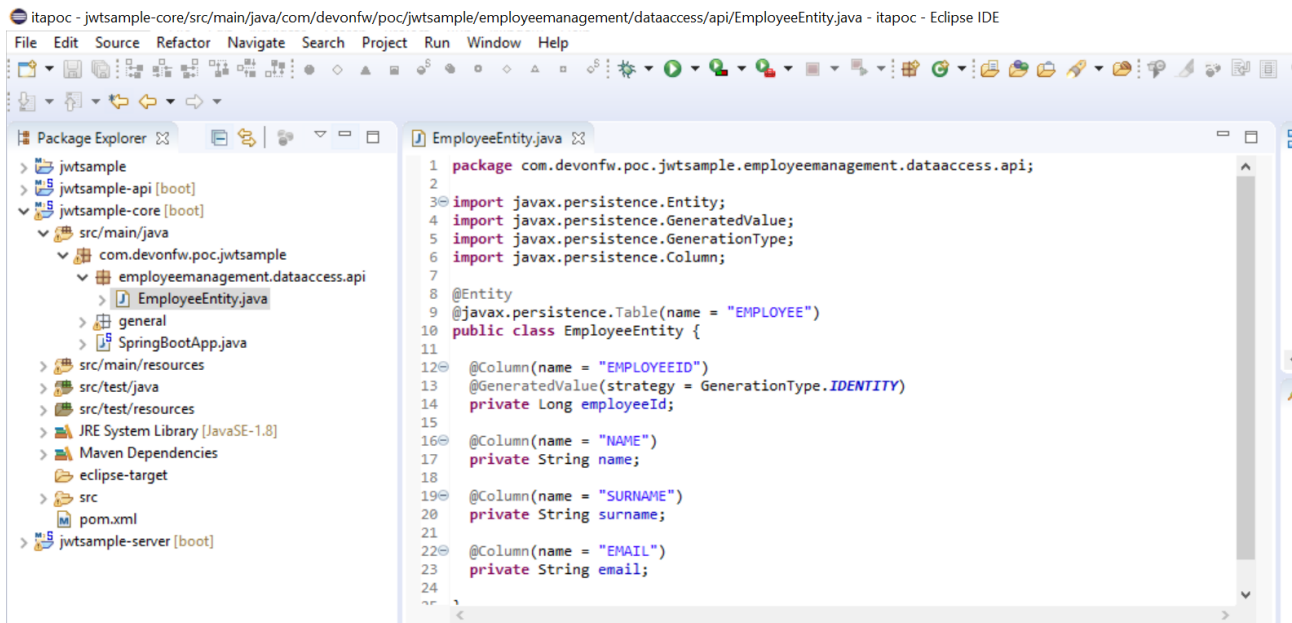 itapoc - jwtsample-core/src/main/java/com/devonfw/poc/jwtsample/employeemanagement/dataaccess/api/EmployeeEntity.java - itapoc - Eclipse IDE
File Edit Source Refactor Navigate Search Project Run Window Help
Package Explorer
jwtsample
jwtsample-api [boot]
jwtsample-core [boot]
src/main/java
com.devonfw.poc.jwtsample
employeemanagement.dataaccess.api
EmployeeEntity.java
general
SpringBootApp.java
src/main/resources
src/test/java
src/test/resources
JRE System Library [JavaSE-1.8]
Maven Dependencies
eclipse-target
src
pom.xml
jwtsample-server [boot]
EmployeeEntity.java
1 package com.devonfw.poc.jwtsample.employeemanagement.dataaccess.api;
2
3 import javax.persistence.Entity;
4 import javax.persistence.GeneratedValue;
5 import javax.persistence.GenerationType;
6 import javax.persistence.Column;
7
8 @Entity
9 @javax.persistence.Table(name = "EMPLOYEE")
10 public class EmployeeEntity {
11
12 @Column(name = "EMPLOYEEID")
13 @GeneratedValue(strategy = GenerationType.IDENTITY)
14 private Long employeeId;
15
16 @Column(name = "NAME")
17 private String name;
18
19 @Column(name = "SURNAME")
20 private String surname;
21
22 @Column(name = "EMAIL")
23 private String email;
24